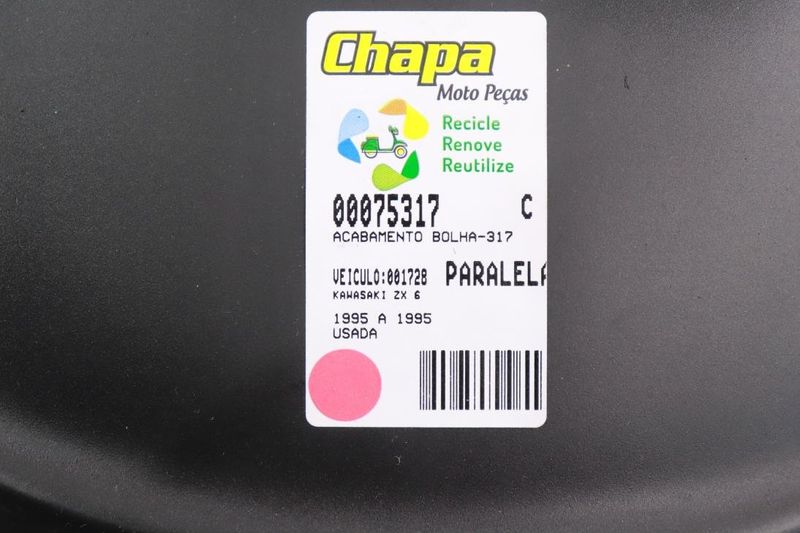 Chapa
Moto Peças
Recicle
Renove
Reutilize
00075317 C
ACABAMENTO BOLHA-317
VEICULO:001728 PARALELA
KAWASAKI ZX 6
1995 A 1995
USADA